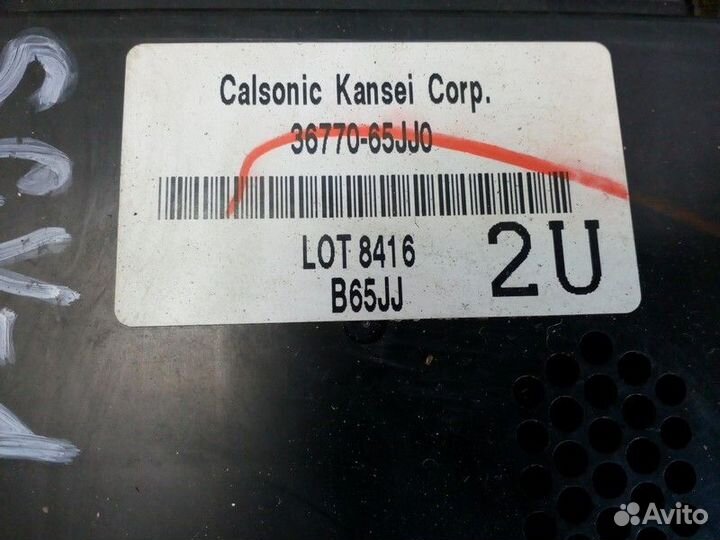 Calsonic Kansei Corp.
36770-65JJ0
LOT 8416
B65JJ
2U
Avito